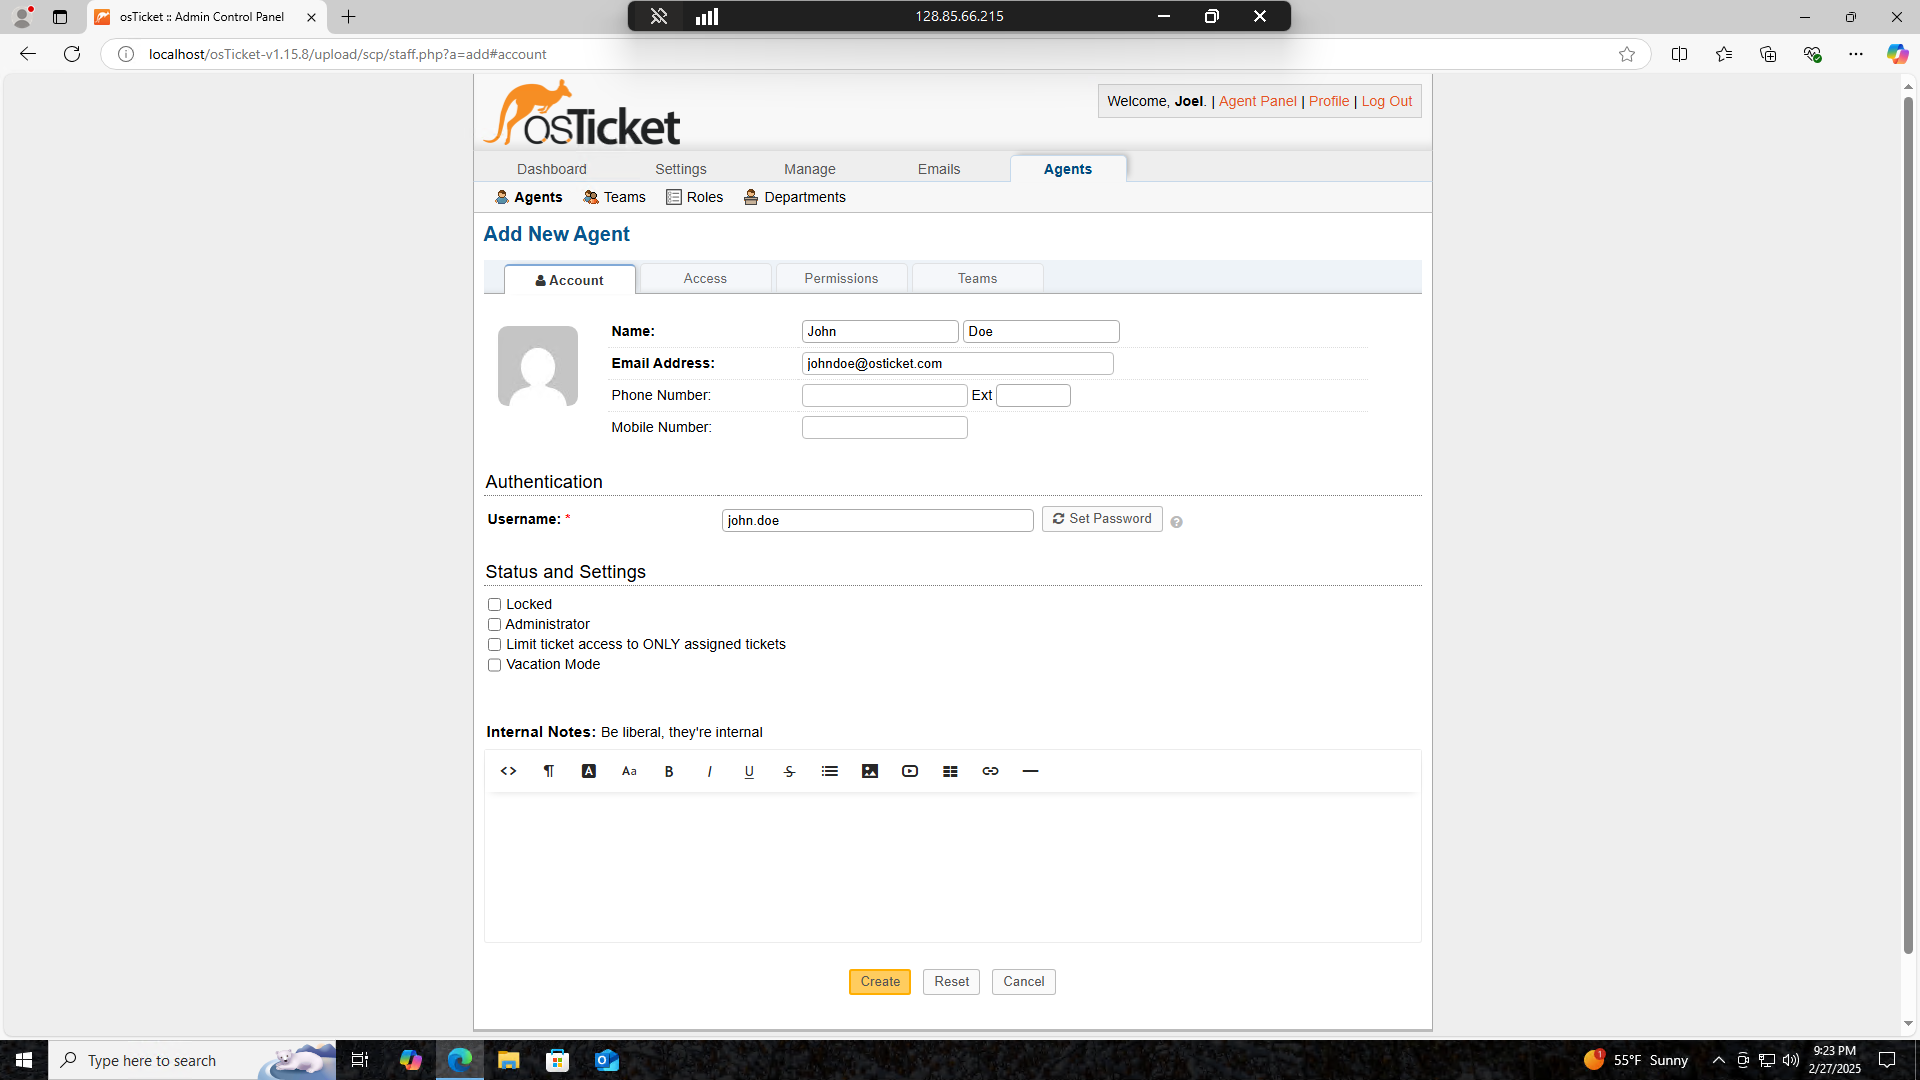 osTicket :: Admin Control Panel
128.85.66.215
localhost/osTicket-v1.15.8/upload/scp/staff.php?a=add#account
osTicket
Welcome, Joel. | Agent Panel | Profile | Log Out
Dashboard Settings Manage Emails Agents
Agents Teams Roles Departments
Add New Agent
Account Access Permissions Teams
Name: John Doe
Email Address: johndoe@osticket.com
Phone Number: Ext
Mobile Number:
Authentication
Username: * john.doe Set Password ?
Status and Settings
Locked
Administrator
Limit ticket access to ONLY assigned tickets
Vacation Mode
Internal Notes: Be liberal, they're internal
<> ¶ A Aa B I U S
Create Reset Cancel
Type here to search
1 55°F Sunny
9:23 PM
2/27/2025